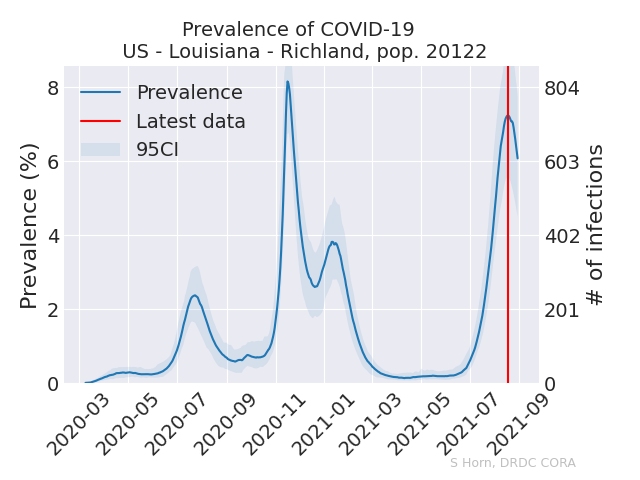 Prevalence of COVID-19
US - Louisiana - Richland, pop. 20122
Prevalence
Latest data
95CI
Prevalence (%)
8
6
4
2
0
804
603
402
201
0
# of infections
2020-03
2020-05
2020-07
2020-09
2020-11
2021-01
2021-03
2021-05
2021-07
2021-09
S Horn, DRDC CORA